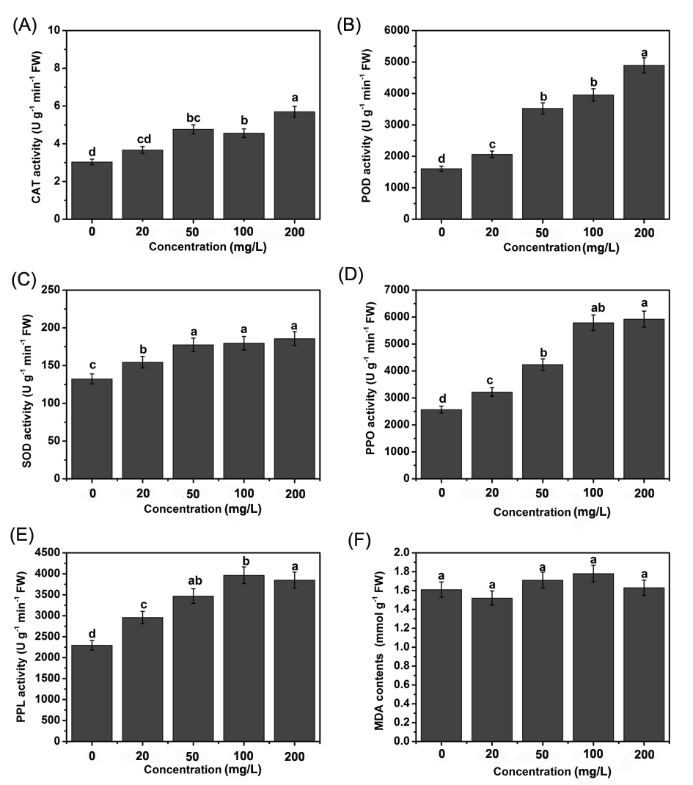 (A)
CAT activity (U g⁻¹ min⁻¹ FW)
10
8
6
4
2
0
d
cd
bc
b
a
0 20 50 100 200
Concentration (mg/L)
(B)
POD activity (U g⁻¹ min⁻¹ FW)
6000
5000
4000
3000
2000
1000
0
d
c
b
b
a
0 20 50 100 200
Concentration (mg/L)
(C)
SOD activity (U g⁻¹ min⁻¹ FW)
250
200
150
100
50
0
c
b
a
a
a
0 20 50 100 200
Concentration (mg/L)
(D)
PPO activity (U g⁻¹ min⁻¹ FW)
7000
6000
5000
4000
3000
2000
1000
0
d
c
b
ab
a
0 20 50 100 200
Concentration (mg/L)
(E)
PPL activity (U g⁻¹ min⁻¹ FW)
4500
4000
3500
3000
2500
2000
1500
1000
500
0
d
c
ab
b
a
0 20 50 100 200
Concentration (mg/L)
(F)
MDA contents (mmol g⁻¹ FW)
2.0
1.8
1.6
1.4
1.2
1.0
0.8
0.6
0.4
0.2
0.0
a
a
a
a
a
0 20 50 100 200
Concentration (mg/L)